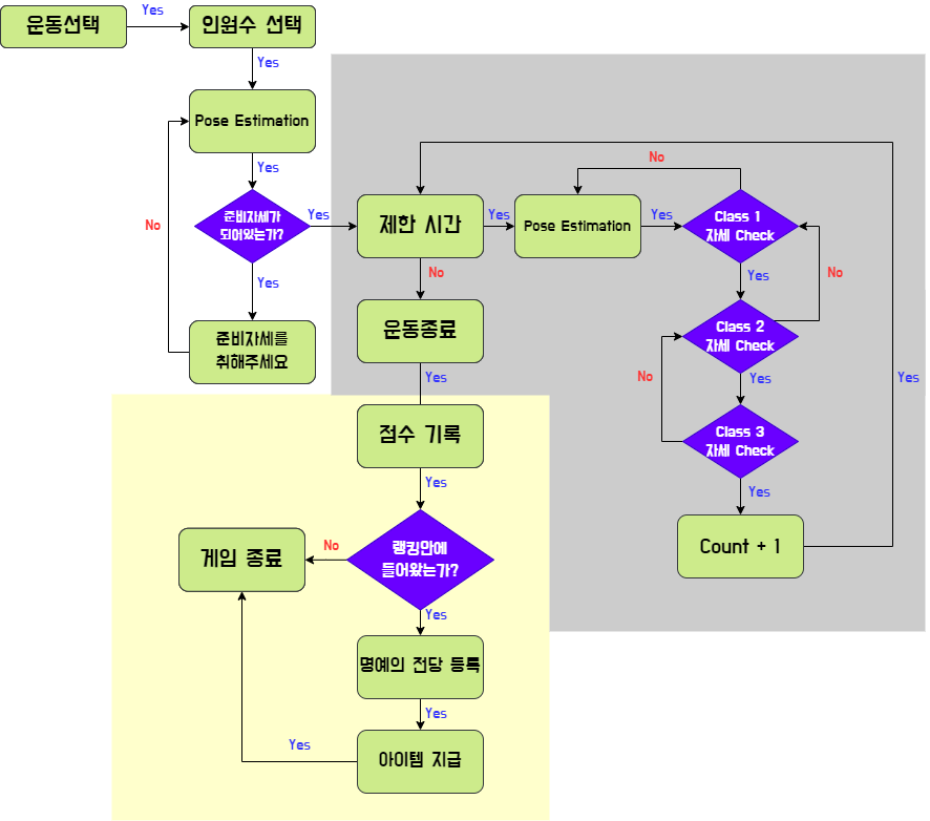 운동선택
Yes
인원수 선택
Yes
Pose Estimation
Yes
준비자세가
되어있는가?
Yes
No
Yes
준비자세를
취해주세요
제한 시간
Yes
Pose Estimation
Yes
No
Class 1
자세 Check
Yes
No
Class 2
자세 Check
No
Yes
Class 3
자세 Check
Yes
Count + 1
Yes
No
운동종료
Yes
점수 기록
Yes
랭킹안에
들어왔는가?
No
게임 종료
Yes
명예의 전당 등록
Yes
아이템 지급
Yes